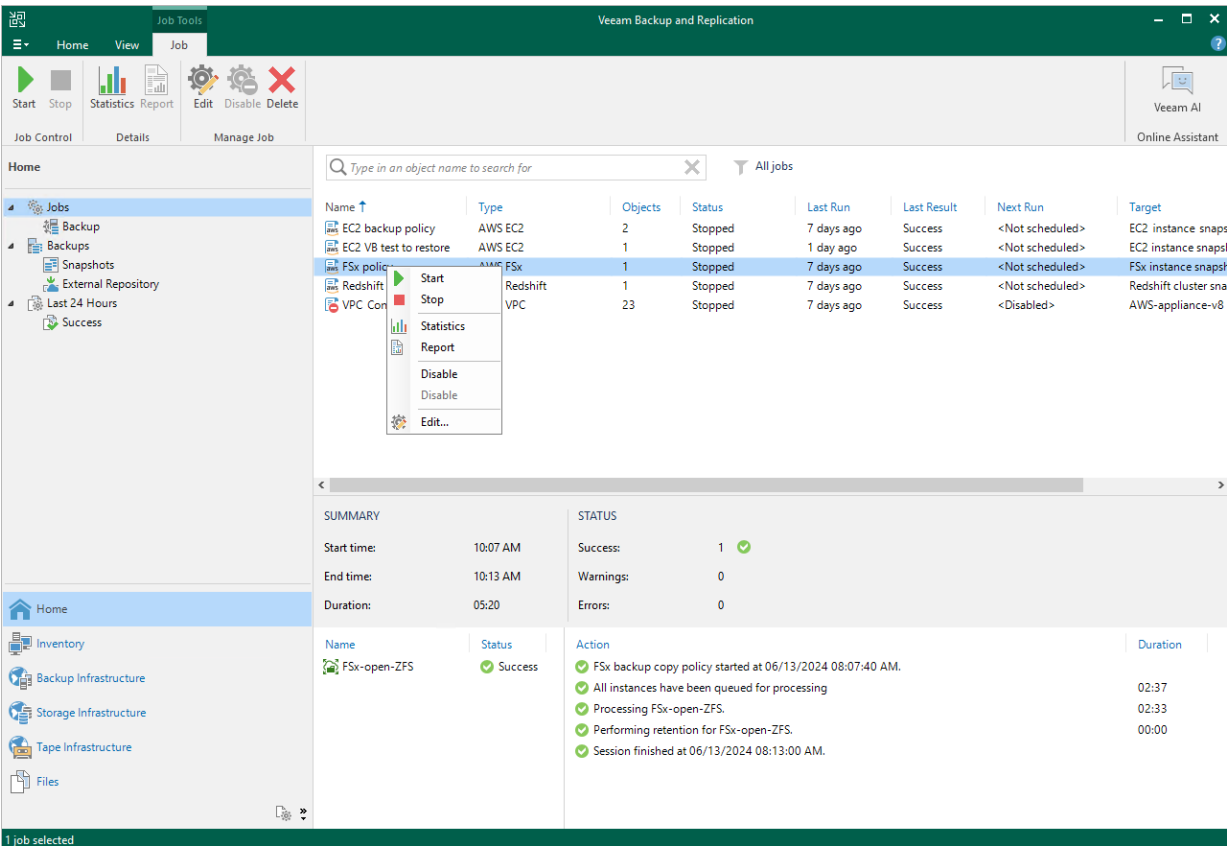 Job Tools
Veeam Backup and Replication
Home View Job
Start Stop Statistics Report Edit Disable Delete
Veeam AI
Job Control Details Manage Job Online Assistant
Home
Type in an object name to search for
All jobs
Jobs
Backup
Backups
Snapshots
External Repository
Last 24 Hours
Success
Name Type Objects Status Last Run Last Result Next Run Target
EC2 backup policy AWS EC2 2 Stopped 7 days ago Success <Not scheduled> EC2 instance snaps
EC2 VB test to restore AWS EC2 1 Stopped 1 day ago Success <Not scheduled> EC2 instance snapsl
FSx policy AWS FSx 1 Stopped 7 days ago Success <Not scheduled> FSx instance snapsh
Redshift Redshift 1 Stopped 7 days ago Success <Not scheduled> Redshift cluster sna
VPC Con VPC 23 Stopped 7 days ago Success <Disabled> AWS-appliance-v8
Start
Stop
Statistics
Report
Disable
Disable
Edit...
SUMMARY
Start time: 10:07 AM
End time: 10:13 AM
Duration: 05:20
STATUS
Success: 1
Warnings: 0
Errors: 0
Name Status
FSx-open-ZFS Success
Action Duration
FSx backup copy policy started at 06/13/2024 08:07:40 AM.
All instances have been queued for processing 02:37
Processing FSx-open-ZFS. 02:33
Performing retention for FSx-open-ZFS. 00:00
Session finished at 06/13/2024 08:13:00 AM.
Home
Inventory
Backup Infrastructure
Storage Infrastructure
Tape Infrastructure
Files
1 job selected